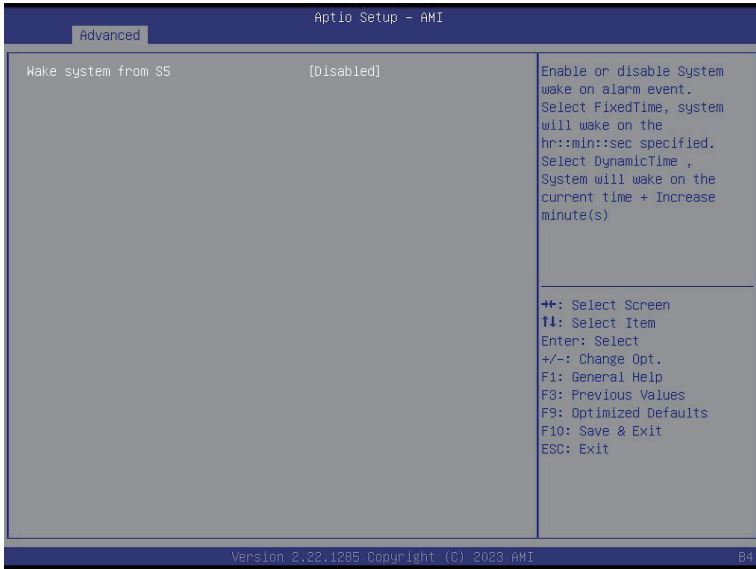 Aptio Setup – AMI
Advanced
Wake system from S5 [Disabled]
Enable or disable System
wake on alarm event.
Select FixedTime, system
will wake on the
hr::min::sec specified.
Select DynamicTime ,
System will wake on the
current time + Increase
minute(s)
→←: Select Screen
↑↓: Select Item
Enter: Select
+/-: Change Opt.
F1: General Help
F3: Previous Values
F9: Optimized Defaults
F10: Save & Exit
ESC: Exit
Version 2.22.1285 Copyright (C) 2023 AMI
B4